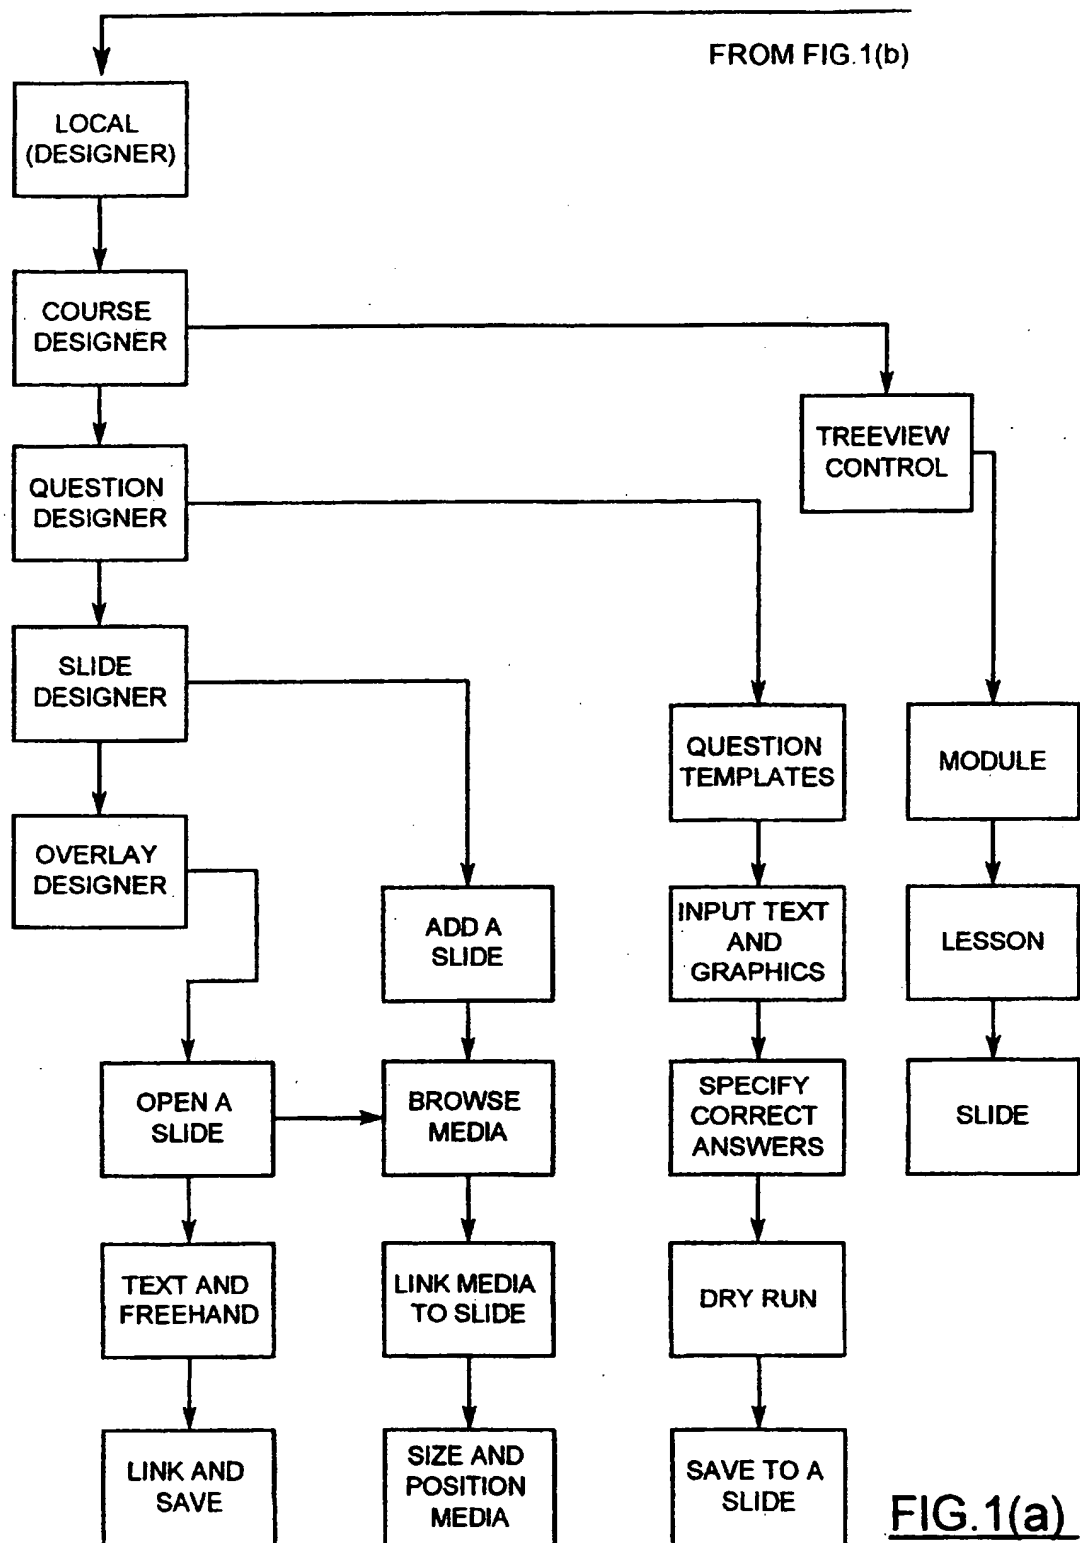 FROM FIG.1(b)
LOCAL
(DESIGNER)
COURSE
DESIGNER
TREEVIEW
CONTROL
QUESTION
DESIGNER
SLIDE
DESIGNER
QUESTION
TEMPLATES
MODULE
OVERLAY
DESIGNER
ADD A
SLIDE
INPUT TEXT
AND
GRAPHICS
LESSON
OPEN A
SLIDE
BROWSE
MEDIA
SPECIFY
CORRECT
ANSWERS
SLIDE
TEXT AND
FREEHAND
LINK MEDIA
TO SLIDE
DRY RUN
LINK AND
SAVE
SIZE AND
POSITION
MEDIA
SAVE TO A
SLIDE
FIG.1(a)